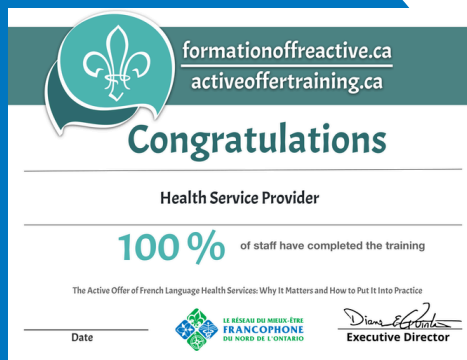 formationoffreactive.ca
activeoffertraining.ca
Congratulations
Health Service Provider
100 % of staff have completed the training
The Active Offer of French Language Health Services: Why It Matters and How to Put It Into Practice
LE RÉSEAU DU MIEUX-ÊTRE
FRANCOPHONE
DU NORD DE L'ONTARIO
Diane
Date
Executive Director